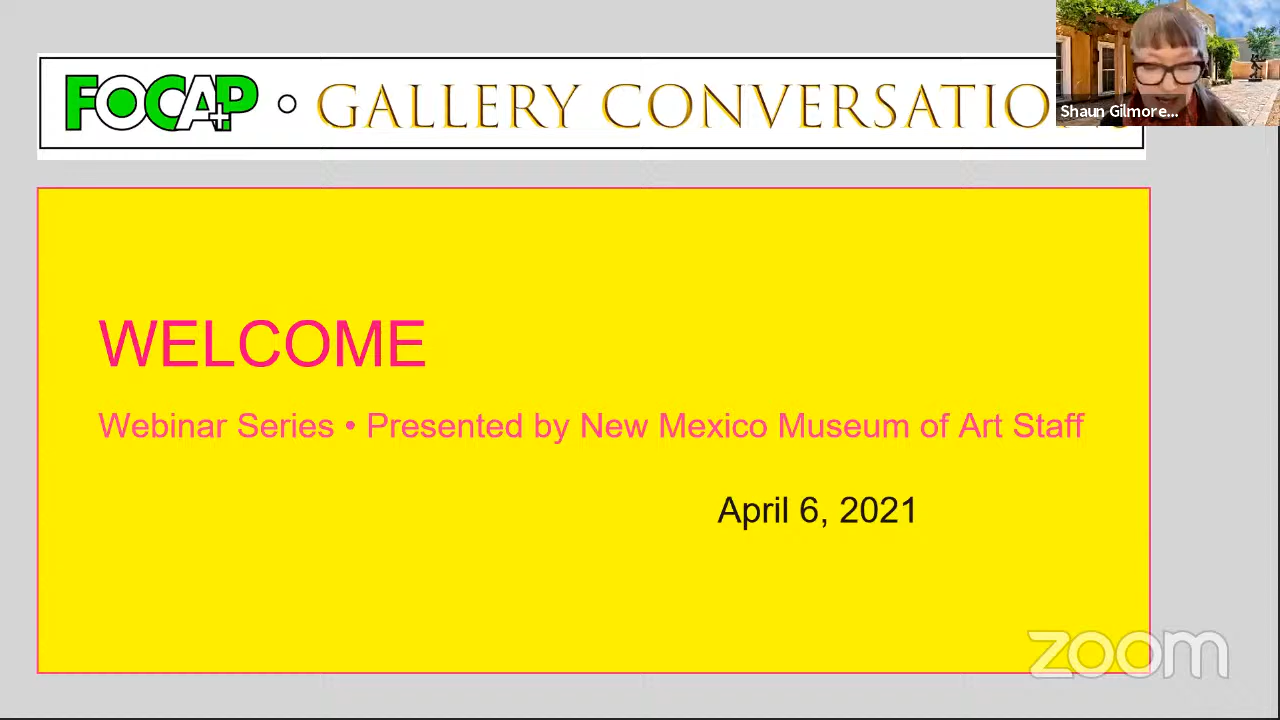 FOCA+P • GALLERY CONVERSATIO
Shaun Gilmore...
WELCOME
Webinar Series • Presented by New Mexico Museum of Art Staff
April 6, 2021
zoom